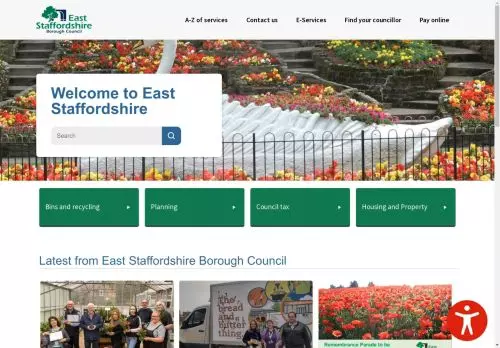 East
Staffordshire
Borough Council
A-Z of services
Contact us
E-Services
Find your councillor
Pay online
Welcome to East
Staffordshire
Search
Bins and recycling
Planning
Council tax
Housing and Property
Latest from East Staffordshire Borough Council
the
bread
and
butter
thing
Remembrance Parade to be
East